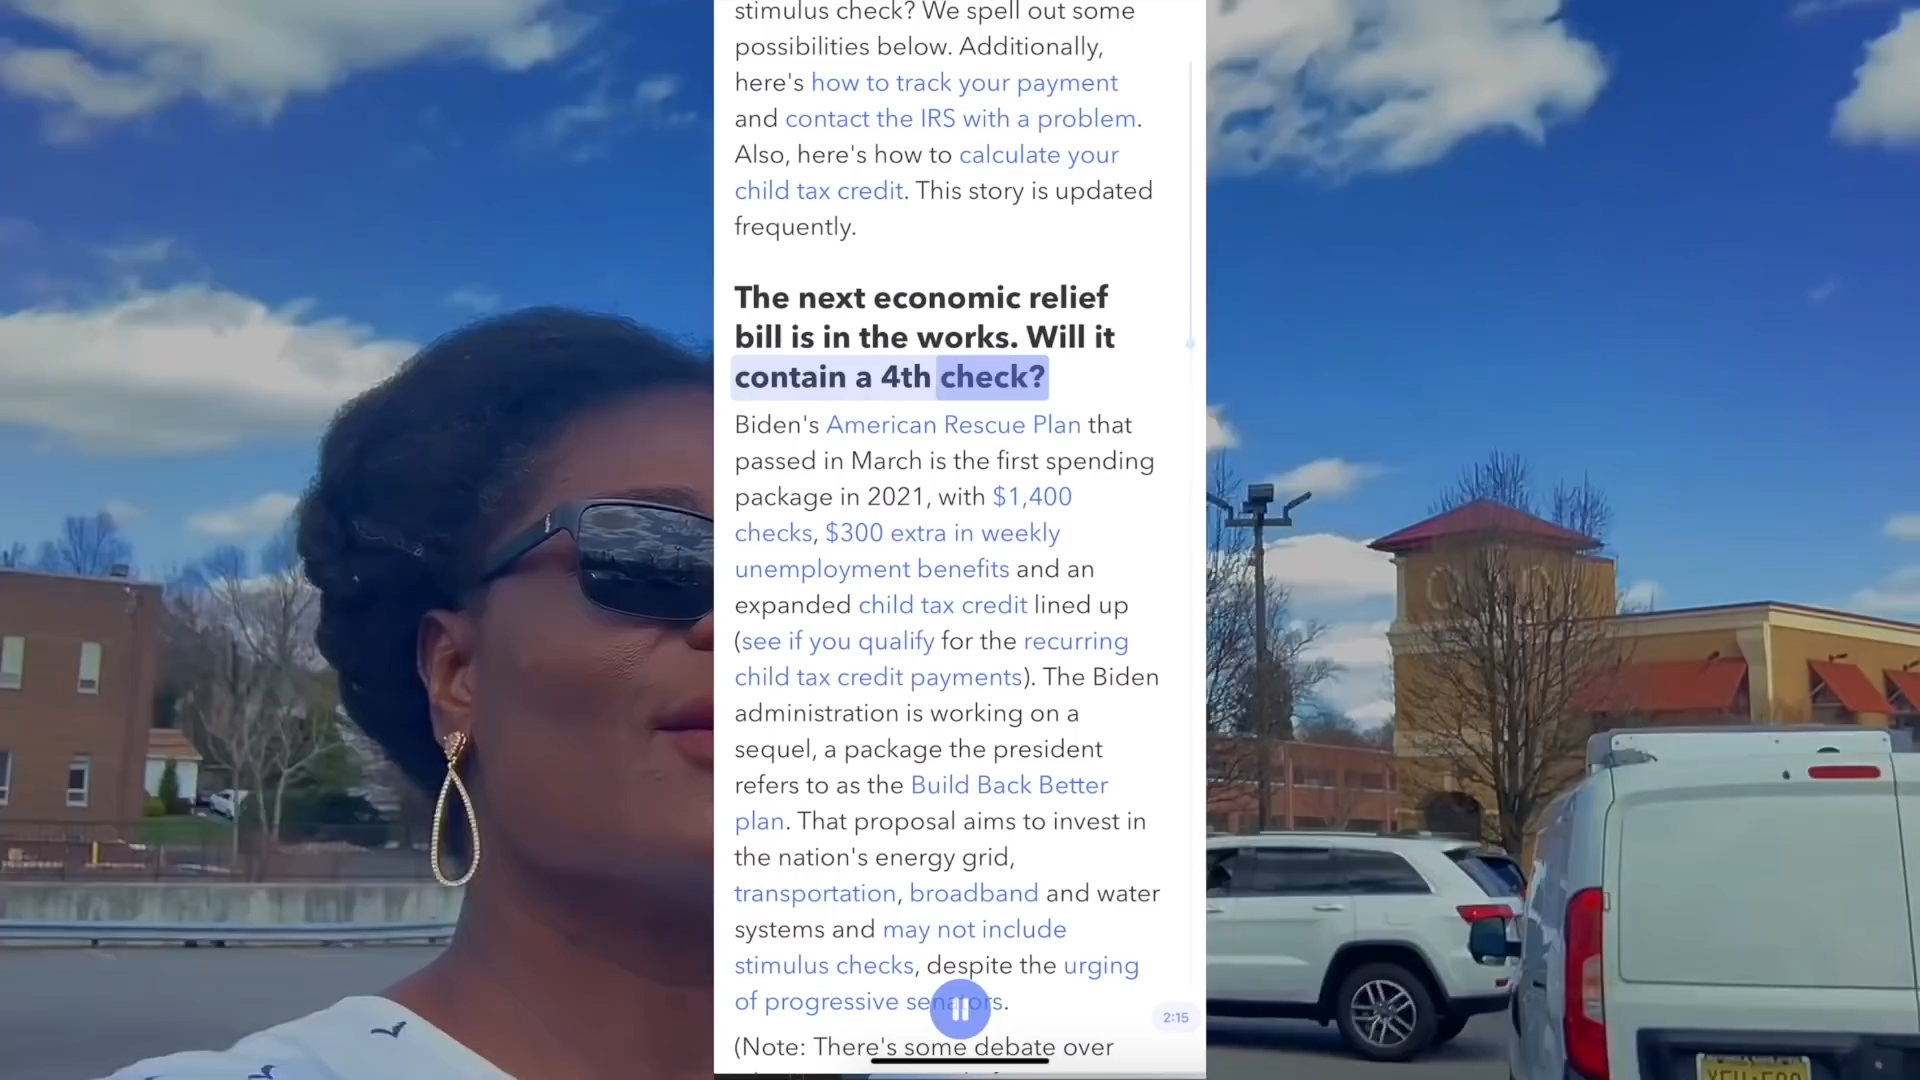 stimulus check? We spell out some
possibilities below. Additionally,
here's how to track your payment
and contact the IRS with a problem.
Also, here's how to calculate your
child tax credit. This story is updated
frequently.
The next economic relief
bill is in the works. Will it
contain a 4th check?
Biden's American Rescue Plan that
passed in March is the first spending
package in 2021, with $1,400
checks, $300 extra in weekly
unemployment benefits and an
expanded child tax credit lined up
(see if you qualify for the recurring
child tax credit payments). The Biden
administration is working on a
sequel, a package the president
refers to as the Build Back Better
plan. That proposal aims to invest in
the nation's energy grid,
transportation, broadband and water
systems and may not include
stimulus checks, despite the urging
of progressive senators.
2:15
(Note: There's some debate over